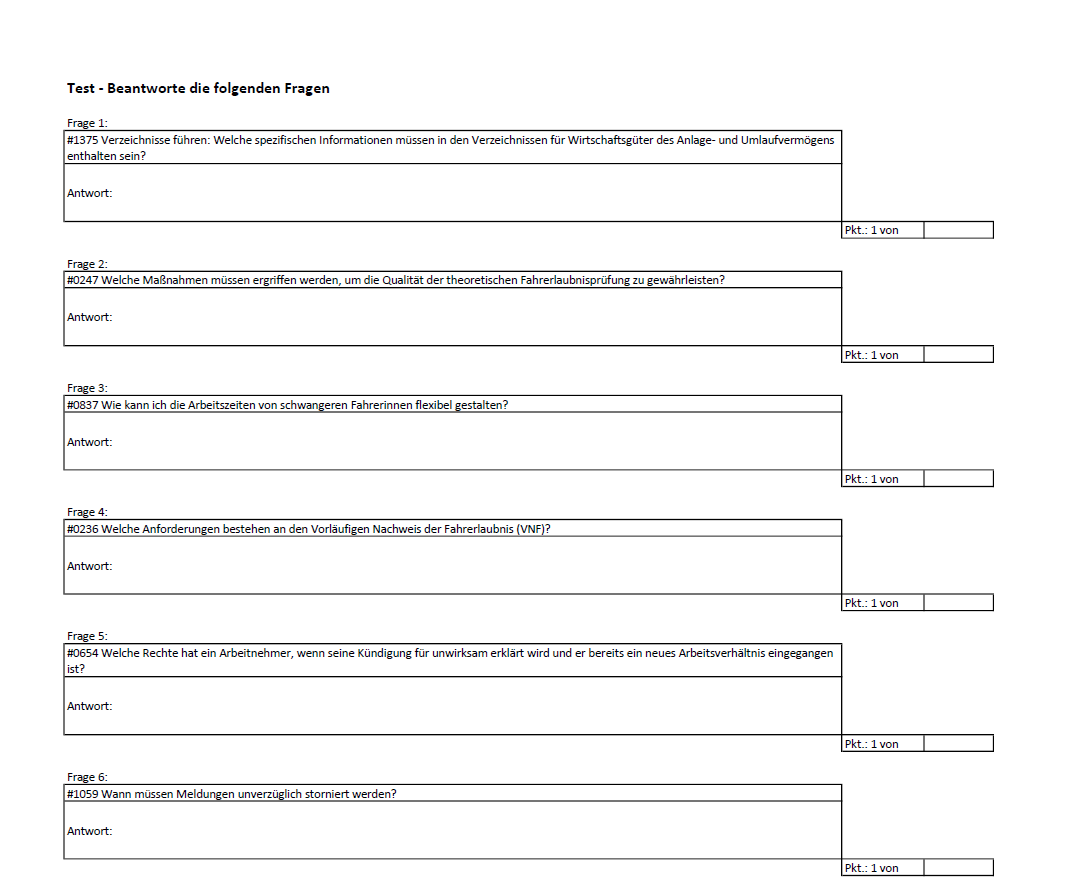 Test - Beantworte die folgenden Fragen
Frage 1:
#1375 Verzeichnisse führen: Welche spezifischen Informationen müssen in den Verzeichnissen für Wirtschaftsgüter des Anlage- und Umlaufvermögens
enthalten sein?
Antwort:
Pkt.: 1 von
Frage 2:
#0247 Welche Maßnahmen müssen ergriffen werden, um die Qualität der theoretischen Fahrerlaubnisprüfung zu gewährleisten?
Antwort:
Pkt.: 1 von
Frage 3:
#0837 Wie kann ich die Arbeitszeiten von schwangeren Fahrerinnen flexibel gestalten?
Antwort:
Pkt.: 1 von
Frage 4:
#0236 Welche Anforderungen bestehen an den Vorläufigen Nachweis der Fahrerlaubnis (VNF)?
Antwort:
Pkt.: 1 von
Frage 5:
#0654 Welche Rechte hat ein Arbeitnehmer, wenn seine Kündigung für unwirksam erklärt wird und er bereits ein neues Arbeitsverhältnis eingegangen
ist?
Antwort:
Pkt.: 1 von
Frage 6:
#1059 Wann müssen Meldungen unverzüglich storniert werden?
Antwort:
Pkt.: 1 von